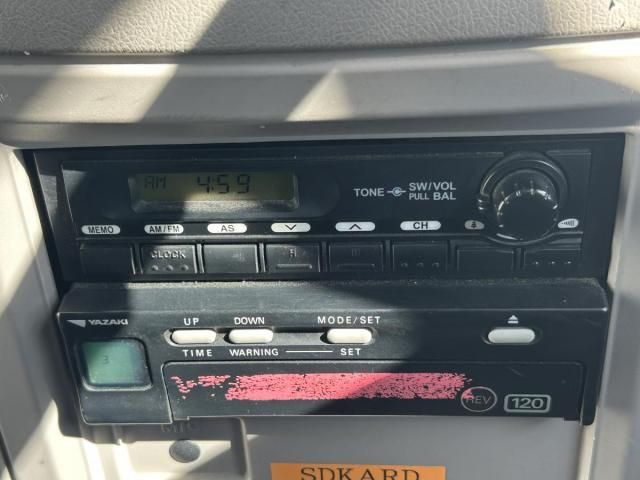 AM 4:59
TONE SW/VOL
PULL BAL
MEMO AM/FM AS CH
CLOCK
YAZAKI
UP DOWN MODE/SET
TIME WARNING SET
3
REV 120
SDKARD